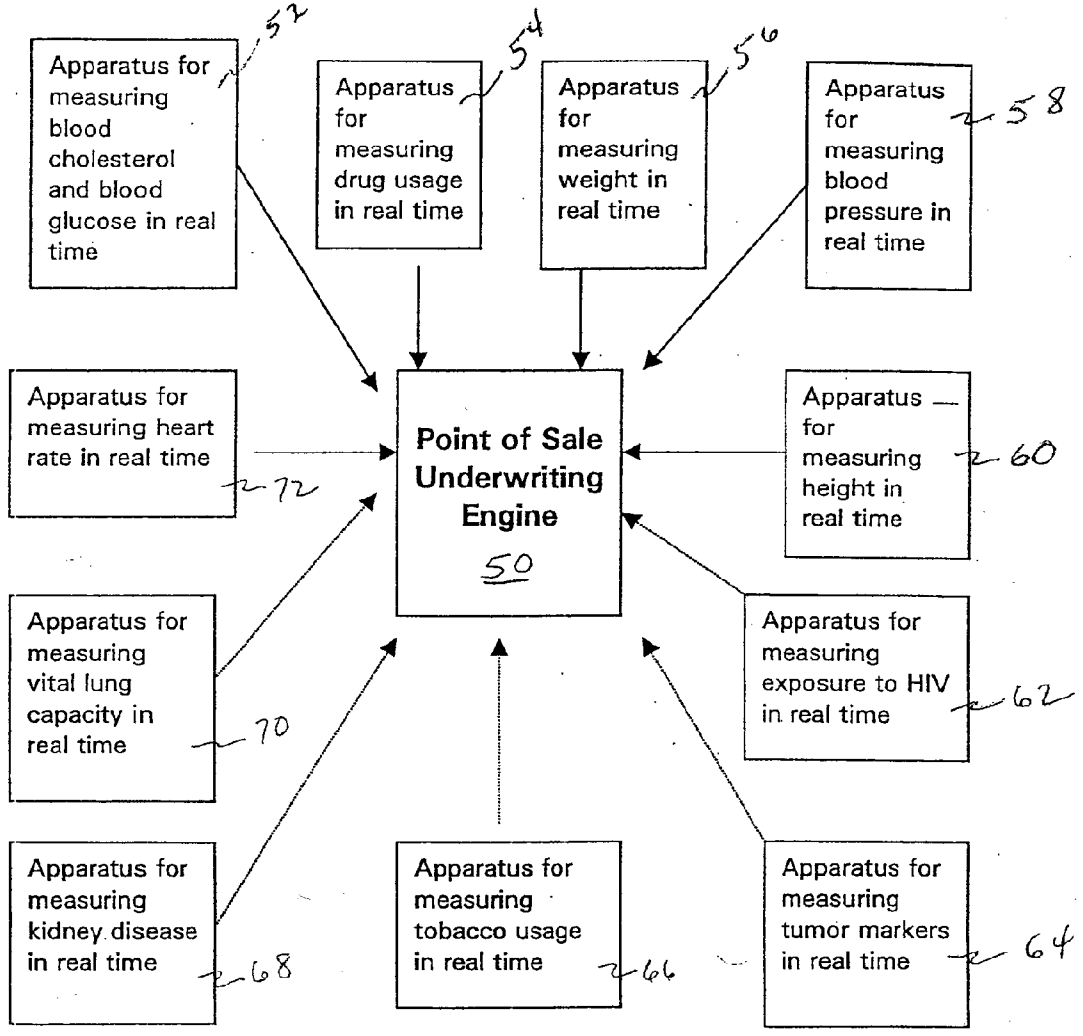 52
Apparatus for
measuring
blood
cholesterol
and blood
glucose in real
time
54
Apparatus
for
measuring
drug usage
in real time
56
Apparatus
for
measuring
weight in
real time
58
Apparatus
for
measuring
blood
pressure in
real time
Apparatus for
measuring heart
rate in real time
72
Point of Sale
Underwriting
Engine
50
Apparatus
for
measuring
height in
real time
60
Apparatus for
measuring
vital lung
capacity in
real time
70
Apparatus for
measuring
exposure to HIV
in real time
62
Apparatus for
measuring
kidney disease
in real time
68
Apparatus for
measuring
tobacco usage
in real time
66
Apparatus for
measuring
tumor markers
in real time
64